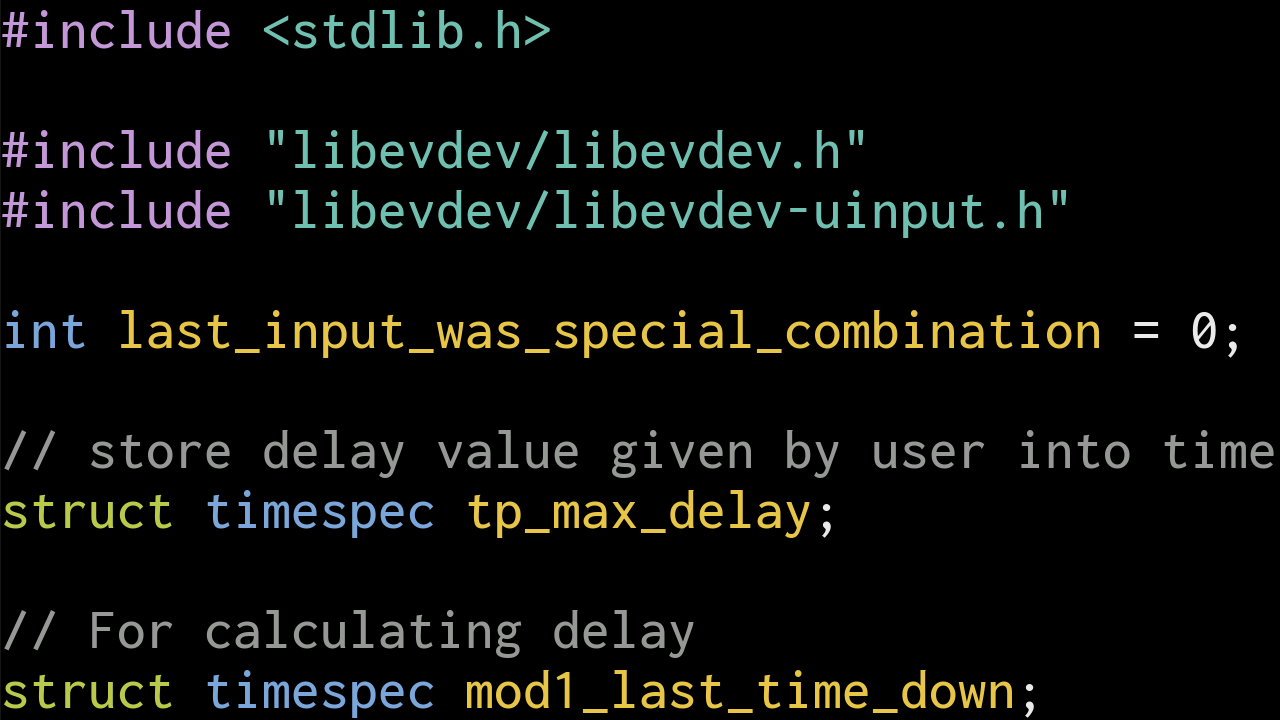 #include <stdlib.h>
#include "libevdev/libevdev.h"
#include "libevdev/libevdev-uinput.h"
int last_input_was_special_combination = 0;
// store delay value given by user into time
struct timespec tp_max_delay;
// For calculating delay
struct timespec mod1_last_time_down;